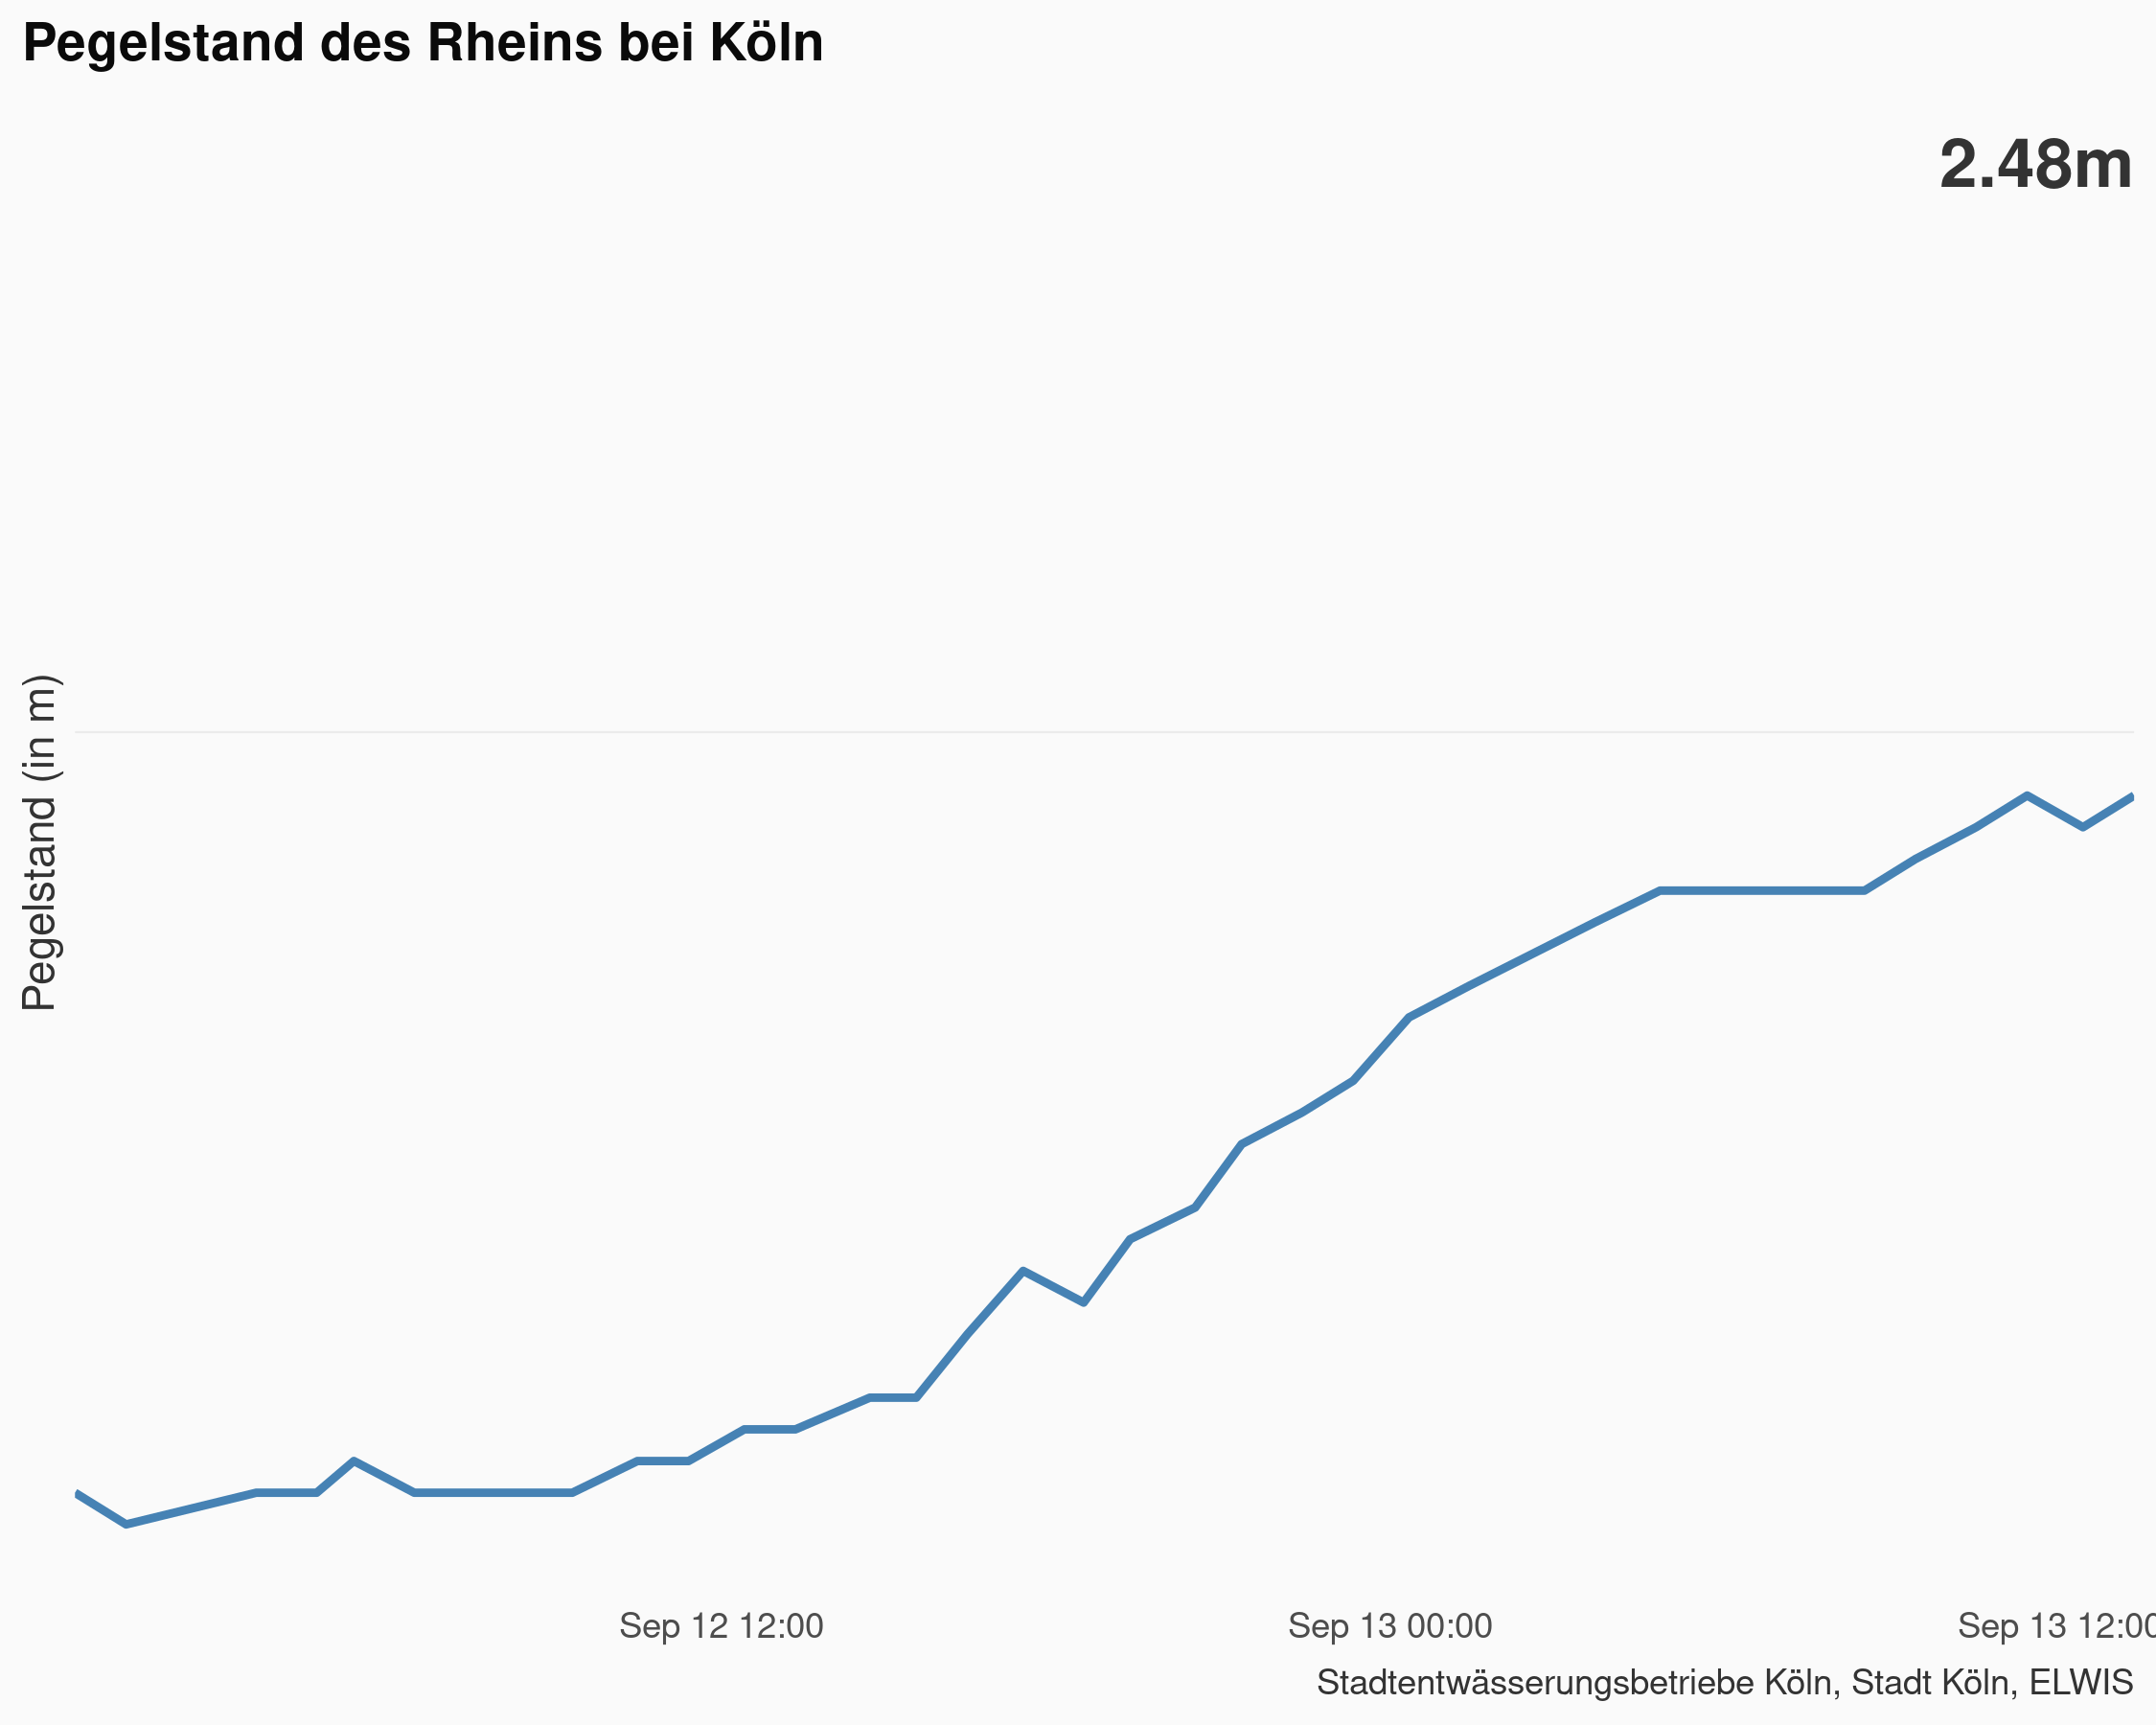 Pegelstand des Rheins bei Köln
2.48m
Pegelstand (in m)
Sep 12 12:00
Sep 13 00:00
Sep 13 12:00
Stadtentwässerungsbetriebe Köln, Stadt Köln, ELWIS